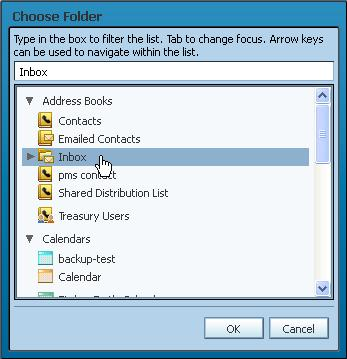 Choose Folder
Type in the box to filter the list. Tab to change focus. Arrow keys
can be used to navigate within the list.
Inbox
Address Books
Contacts
Emailed Contacts
Inbox
pms contact
Shared Distribution List
Treasury Users
Calendars
backup-test
Calendar
OK
Cancel